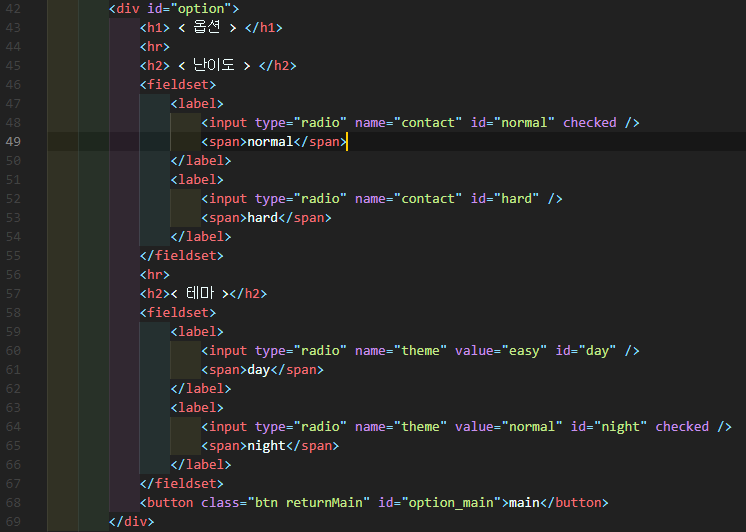 42 <div id="option">
43 <h1> < 옵션 > </h1>
44 <hr>
45 <h2> < 난이도 > </h2>
46 <fieldset>
47 <label>
48 <input type="radio" name="contact" id="normal" checked />
49 <span>normal</span>
50 </label>
51 <label>
52 <input type="radio" name="contact" id="hard" />
53 <span>hard</span>
54 </label>
55 </fieldset>
56 <hr>
57 <h2>< 테마 ></h2>
58 <fieldset>
59 <label>
60 <input type="radio" name="theme" value="easy" id="day" />
61 <span>day</span>
62 </label>
63 <label>
64 <input type="radio" name="theme" value="normal" id="night" checked />
65 <span>night</span>
66 </label>
67 </fieldset>
68 <button class="btn returnMain" id="option_main">main</button>
69 </div>